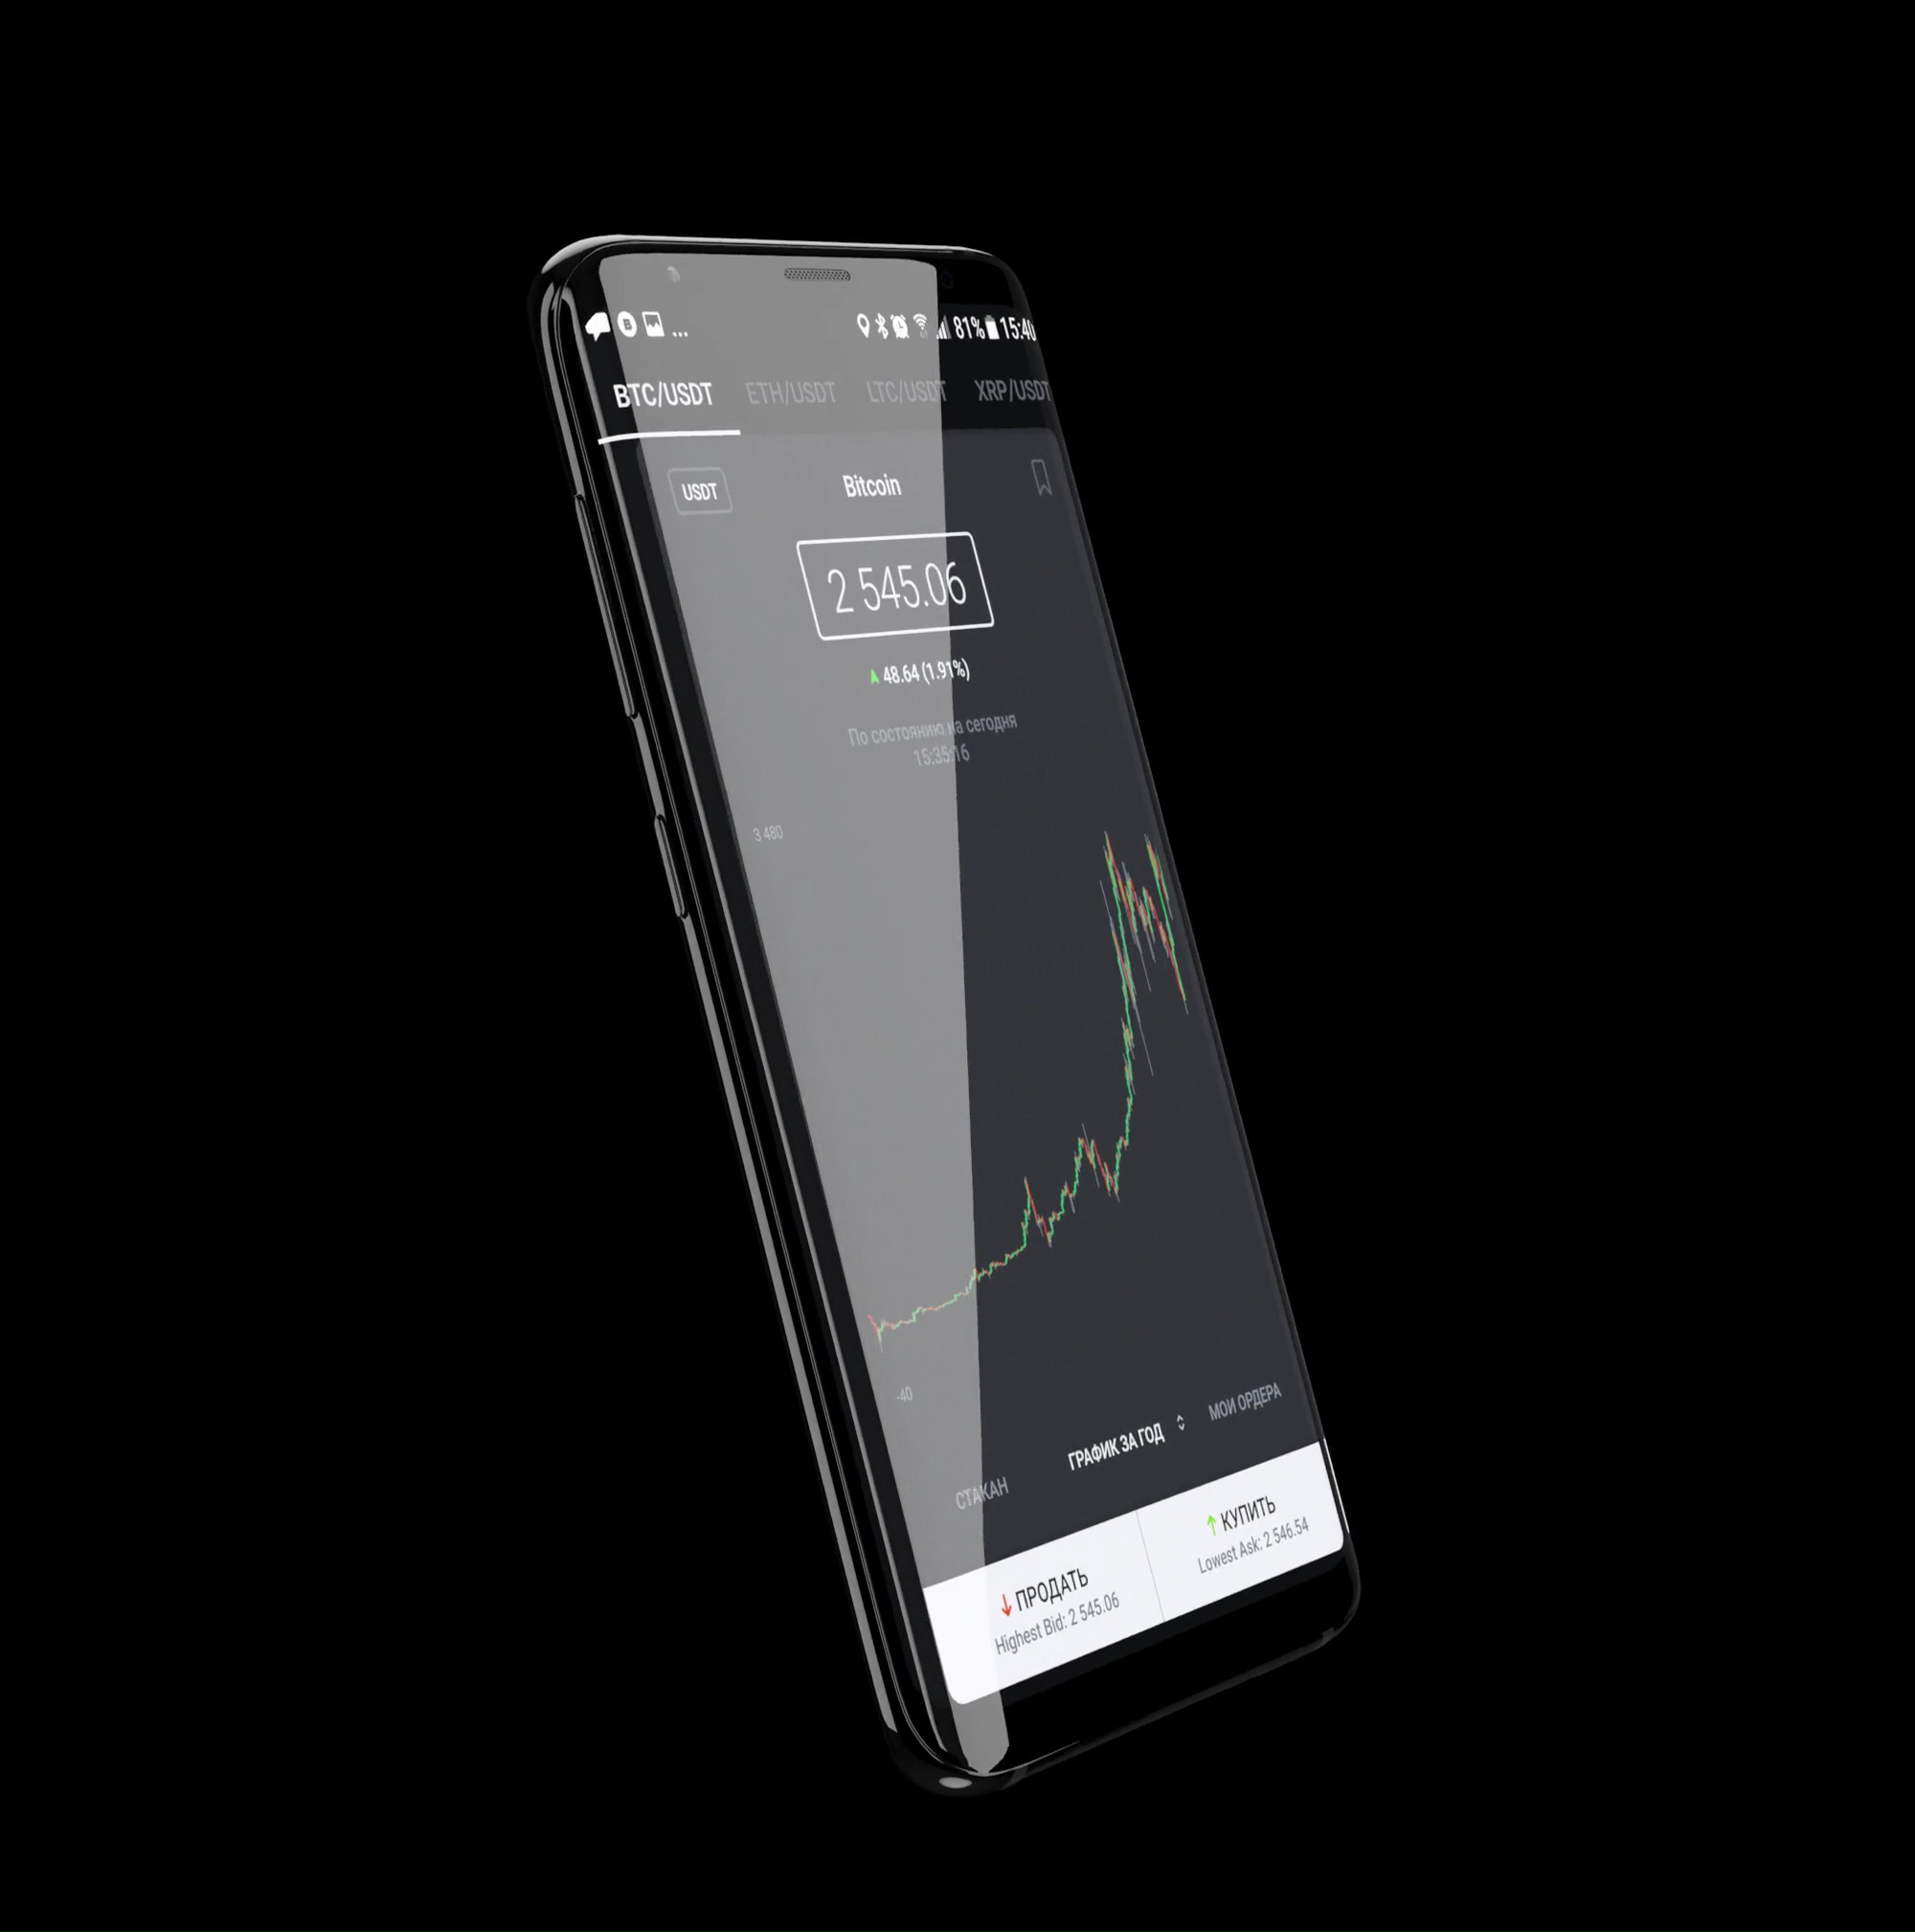 ... 81% 15:40
BTC/USDT ETH/USDT LTC/USDT XRP/USDT
USDT Bitcoin
2 545.06
48.64 (1.91%)
По состоянию на сегодня
15:35:16
3 480
-40
СТАКАН ГРАФИК ЗА ГОД МОИ ОРДЕРА
ПРОДАТЬ
Highest Bid: 2 545.06
КУПИТЬ
Lowest Ask: 2 546.54